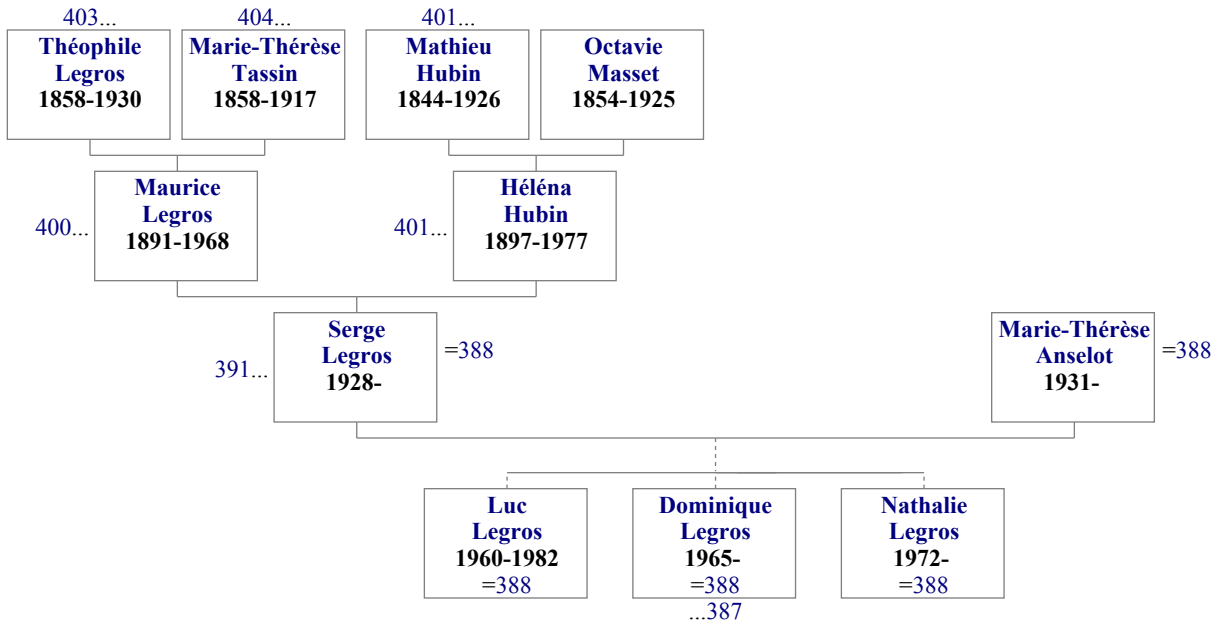 403...
404...
401...
Théophile
Legros
1858-1930
Marie-Thérèse
Tassin
1858-1917
Mathieu
Hubin
1844-1926
Octavie
Masset
1854-1925
400...
Maurice
Legros
1891-1968
401...
Héléna
Hubin
1897-1977
391...
Serge
Legros
1928-
=388
Marie-Thérèse
Anselot
1931-
=388
Luc
Legros
1960-1982
=388
Dominique
Legros
1965-
=388
...387
Nathalie
Legros
1972-
=388